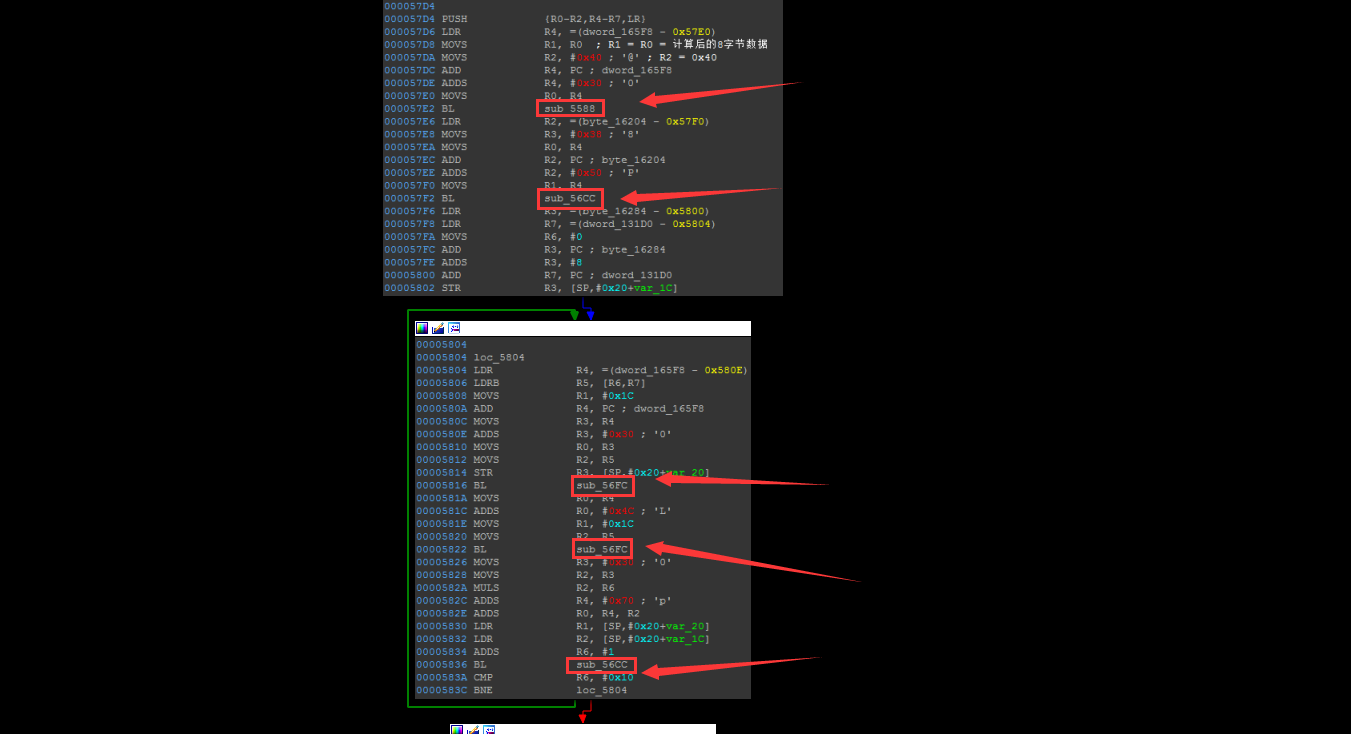 000057D4
000057D4 PUSH {R0-R2,R4-R7,LR}
000057D6 LDR R4, =(dword_165F8 - 0x57E0)
000057D8 MOVS R1, R0 ; R1 = R0 = 计算后的8字节数据
000057DA MOVS R2, #0x40 ; '@' ; R2 = 0x40
000057DC ADD R4, PC ; dword_165F8
000057DE ADDS R4, #0x30 ; '0'
000057E0 MOVS R0, R4
000057E2 BL sub_5588
000057E6 LDR R2, =(byte_16204 - 0x57F0)
000057E8 MOVS R3, #0x38 ; '8'
000057EA MOVS R0, R4
000057EC ADD R2, PC ; byte_16204
000057EE ADDS R2, #0x50 ; 'P'
000057F0 MOVS R1, R4
000057F2 BL sub_56CC
000057F6 LDR R3, =(byte_16284 - 0x5800)
000057F8 LDR R7, =(dword_131D0 - 0x5804)
000057FA MOVS R6, #0
000057FC ADD R3, PC ; byte_16284
000057FE ADDS R3, #8
00005800 ADD R7, PC ; dword_131D0
00005802 STR R3, [SP,#0x20+var_1C]
00005804
00005804 loc_5804
00005804 LDR R4, =(dword_165F8 - 0x580E)
00005806 LDRB R5, [R6,R7]
00005808 MOVS R1, #0x1C
0000580A ADD R4, PC ; dword_165F8
0000580C MOVS R3, R4
0000580E ADDS R3, #0x30 ; '0'
00005810 MOVS R0, R3
00005812 MOVS R2, R5
00005814 STR R3, [SP,#0x20+var_20]
00005816 BL sub_56FC
0000581A MOVS R0, R4
0000581C ADDS R0, #0x4C ; 'L'
0000581E MOVS R1, #0x1C
00005820 MOVS R2, R5
00005822 BL sub_56FC
00005826 MOVS R3, #0x30 ; '0'
00005828 MOVS R2, R3
0000582A MULS R2, R6
0000582C ADDS R4, #0x70 ; 'p'
0000582E ADDS R0, R4, R2
00005830 LDR R1, [SP,#0x20+var_20]
00005832 LDR R2, [SP,#0x20+var_1C]
00005834 ADDS R6, #1
00005836 BL sub_56CC
0000583A CMP R6, #0x10
0000583C BNE loc_5804